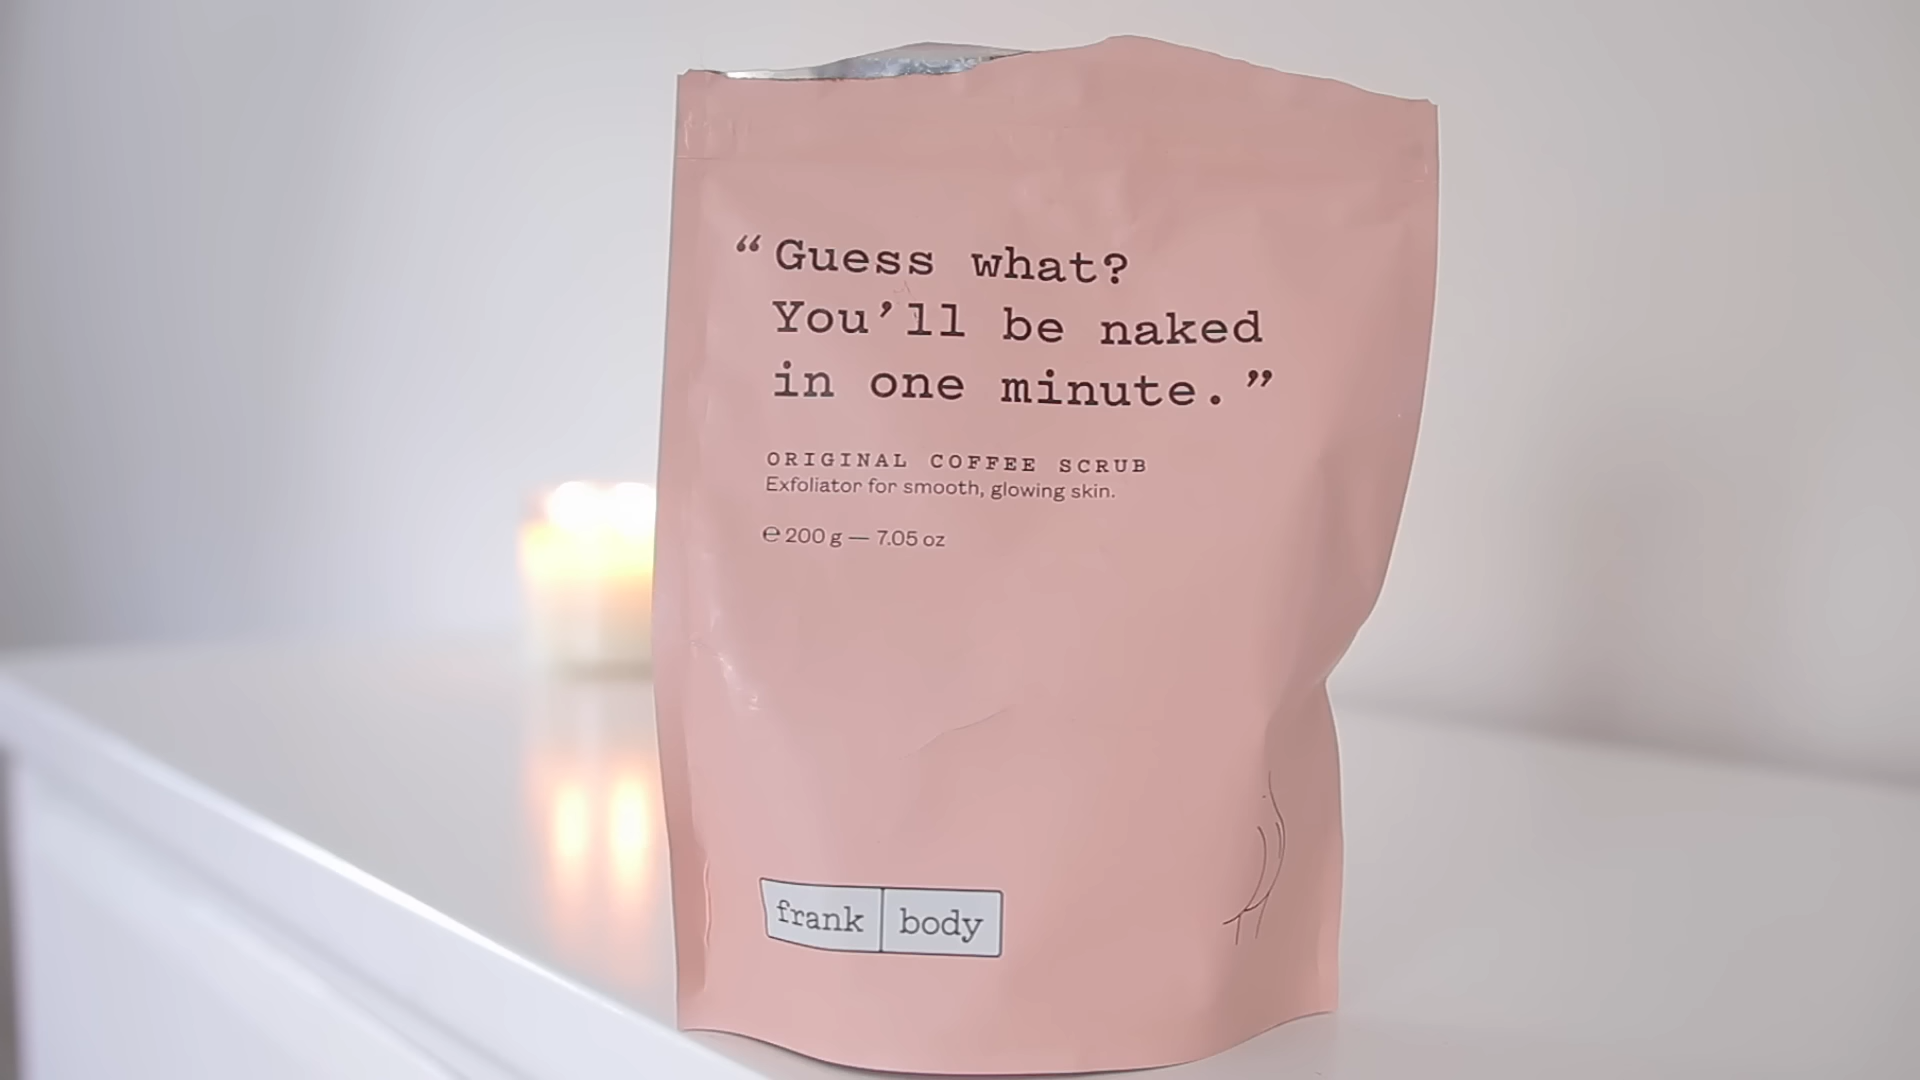 “Guess what?
You’ll be naked
in one minute.”
ORIGINAL COFFEE SCRUB
Exfoliator for smooth, glowing skin.
℮ 200 g — 7.05 oz
frank body